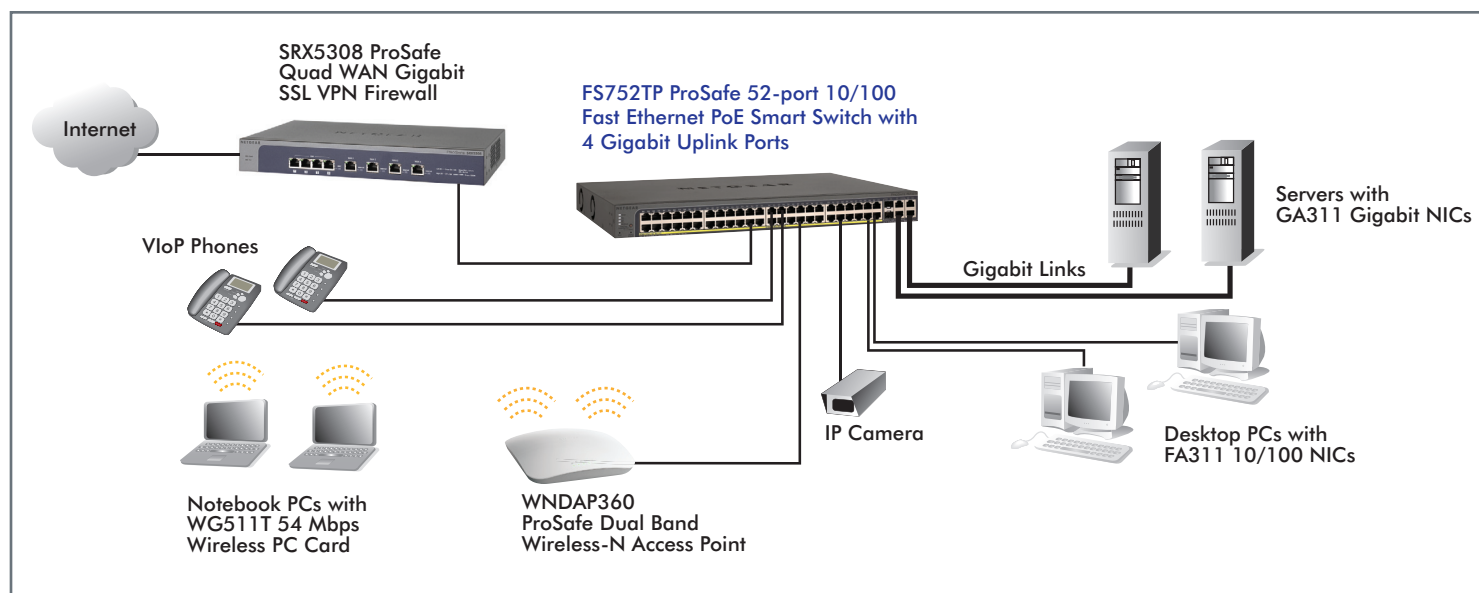 SRX5308 ProSafe
Quad WAN Gigabit
SSL VPN Firewall
Internet
FS752TP ProSafe 52-port 10/100
Fast Ethernet PoE Smart Switch with
4 Gigabit Uplink Ports
NETGEAR
NETGEAR
Servers with
GA311 Gigabit NICs
VIoP Phones
Gigabit Links
IP Camera
Desktop PCs with
FA311 10/100 NICs
Notebook PCs with
WG511T 54 Mbps
Wireless PC Card
WNDAP360
ProSafe Dual Band
Wireless-N Access Point